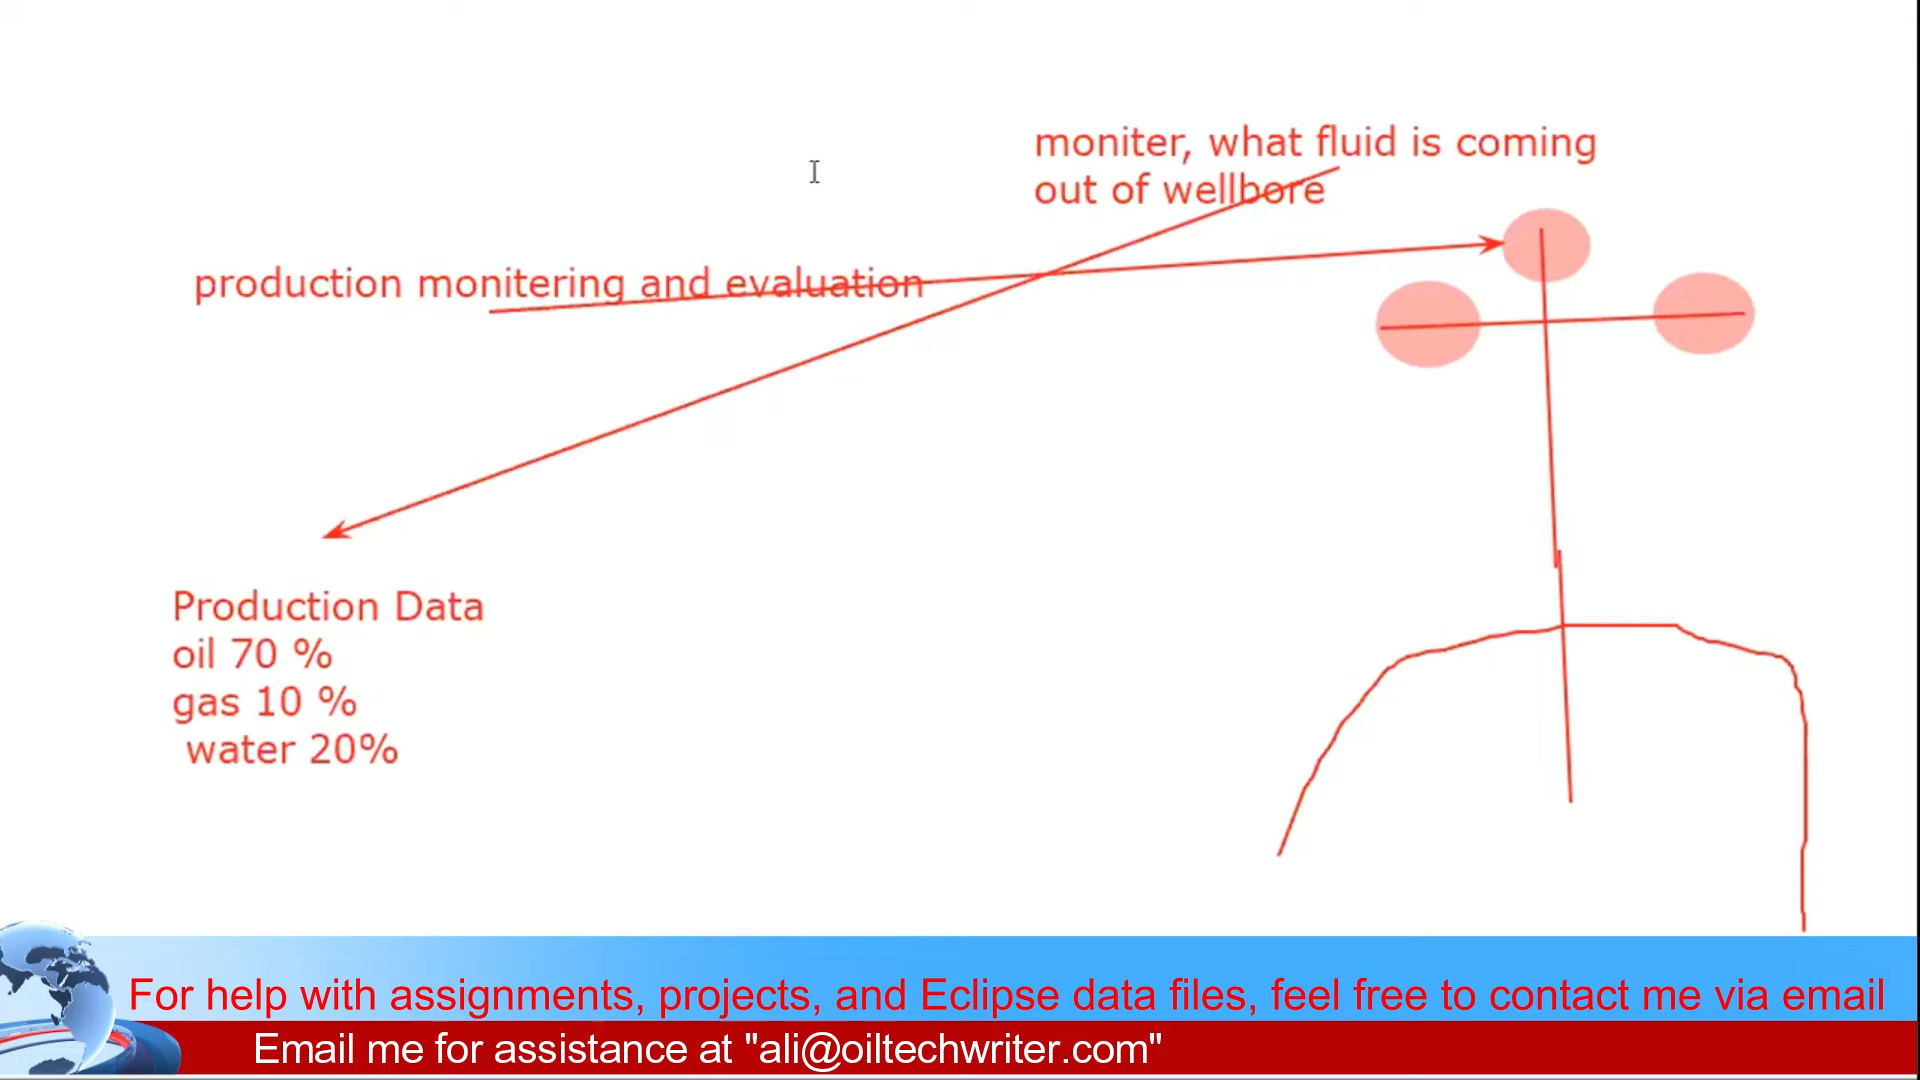 moniter, what fluid is coming
out of wellbore
production monitering and evaluation
Production Data
oil 70 %
gas 10 %
water 20%
For help with assignments, projects, and Eclipse data files, feel free to contact me via email
Email me for assistance at "ali@oiltechwriter.com"